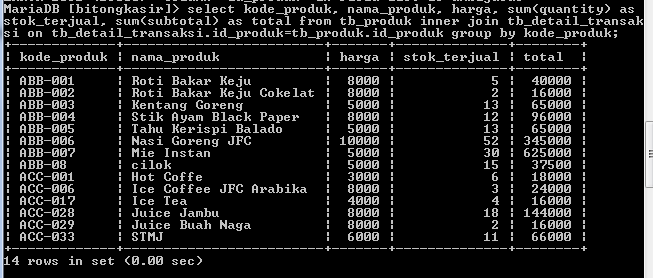 MariaDB [bitongkasir]> select kode_produk, nama_produk, harga, sum(quantity) as
stok_terjual, sum(subtotal) as total from tb_produk inner join tb_detail_transak
si on tb_detail_transaksi.id_produk=tb_produk.id_produk group by kode_produk;
| kode_produk | nama_produk | harga | stok_terjual | total |
| ABB-001 | Roti Bakar Keju | 8000 | 5 | 40000 |
| ABB-002 | Roti Bakar Keju Cokelat | 8000 | 2 | 16000 |
| ABB-003 | Kentang Goreng | 5000 | 13 | 65000 |
| ABB-004 | Stik Ayam Black Paper | 8000 | 12 | 96000 |
| ABB-005 | Tahu Kerispi Balado | 5000 | 13 | 65000 |
| ABB-006 | Nasi Goreng JFC | 10000 | 52 | 345000 |
| ABB-007 | Mie Instan | 5000 | 30 | 625000 |
| ABB-08 | cilok | 5000 | 15 | 37500 |
| ACC-001 | Hot Coffe | 3000 | 6 | 18000 |
| ACC-006 | Ice Coffee JFC Arabika | 8000 | 3 | 24000 |
| ACC-017 | Ice Tea | 4000 | 4 | 16000 |
| ACC-028 | Juice Jambu | 8000 | 18 | 144000 |
| ACC-029 | Juice Buah Naga | 8000 | 2 | 16000 |
| ACC-033 | STMJ | 6000 | 11 | 66000 |
14 rows in set (0.00 sec)